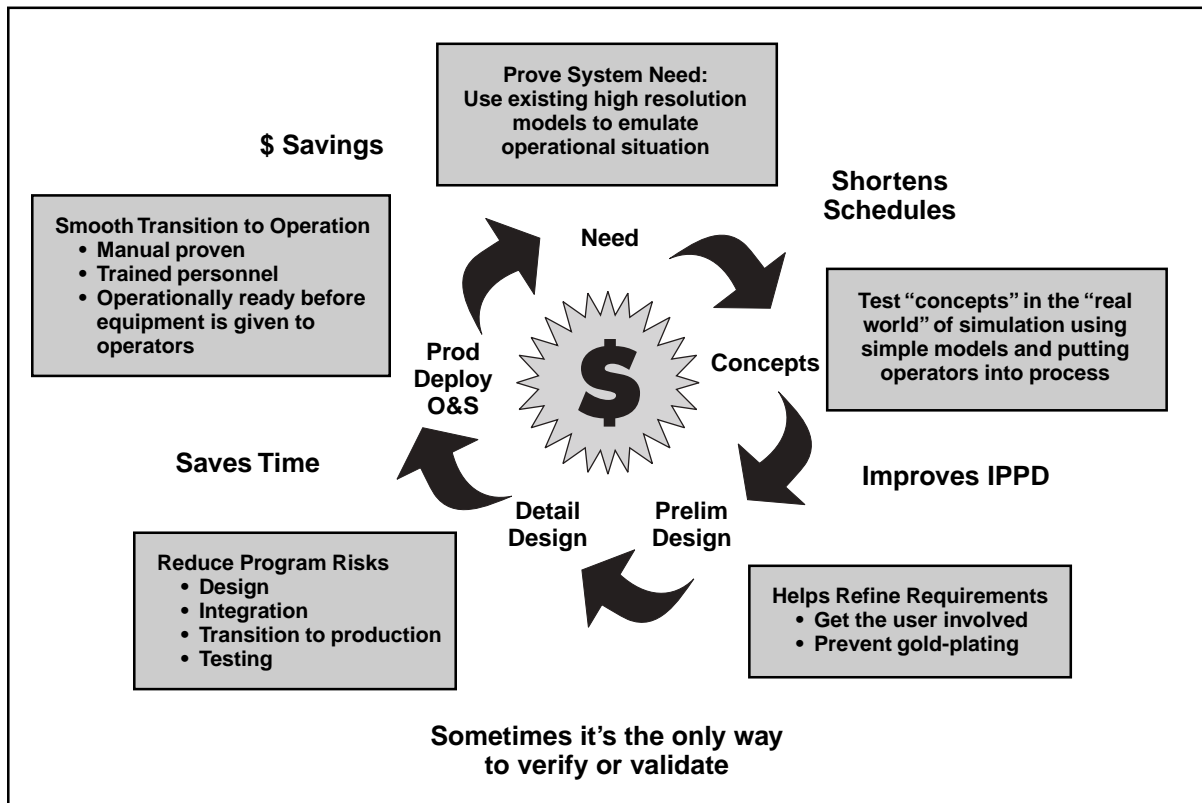 Prove System Need:
Use existing high resolution
models to emulate
operational situation
$ Savings
Shortens
Schedules
Smooth Transition to Operation
• Manual proven
• Trained personnel
• Operationally ready before
equipment is given to
operators
Need
Test “concepts” in the “real
world” of simulation using
simple models and putting
operators into process
Prod
Deploy
O&S
$
Concepts
Saves Time
Improves IPPD
Detail
Design
Prelim
Design
Reduce Program Risks
• Design
• Integration
• Transition to production
• Testing
Helps Refine Requirements
• Get the user involved
• Prevent gold-plating
Sometimes it’s the only way
to verify or validate